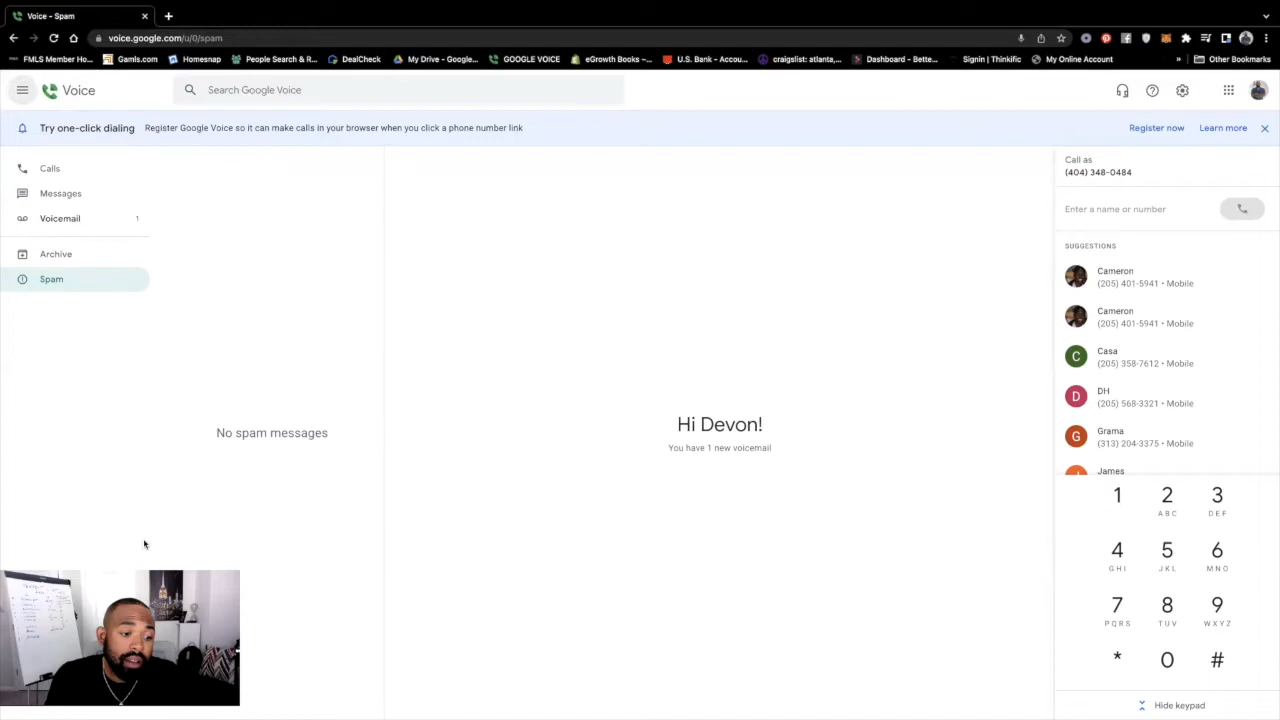 Voice - Spam
voice.google.com/u/0/spam
FMLS Member Ho...
Gamls.com
Homesnap
People Search & R...
DealCheck
My Drive - Google...
GOOGLE VOICE
eGrowth Books –...
U.S. Bank - Accou...
craigslist: atlanta,...
Dashboard - Bette...
Signin | Thinkific
My Online Account
»
Other Bookmarks
Voice
Search Google Voice
Try one-click dialing
Register Google Voice so it can make calls in your browser when you click a phone number link
Register now
Learn more
Calls
Messages
Voicemail
1
Archive
Spam
No spam messages
Hi Devon!
You have 1 new voicemail
Call as
(404) 348-0484
Enter a name or number
SUGGESTIONS
Cameron
(205) 401-5941 • Mobile
Cameron
(205) 401-5941 • Mobile
C
Casa
(205) 358-7612 • Mobile
D
DH
(205) 568-3321 • Mobile
G
Grama
(313) 204-3375 • Mobile
James
1
2
3
ABC
DEF
4
5
6
GHI
JKL
MNO
7
8
9
PQRS
TUV
WXYZ
*
0
#
Hide keypad